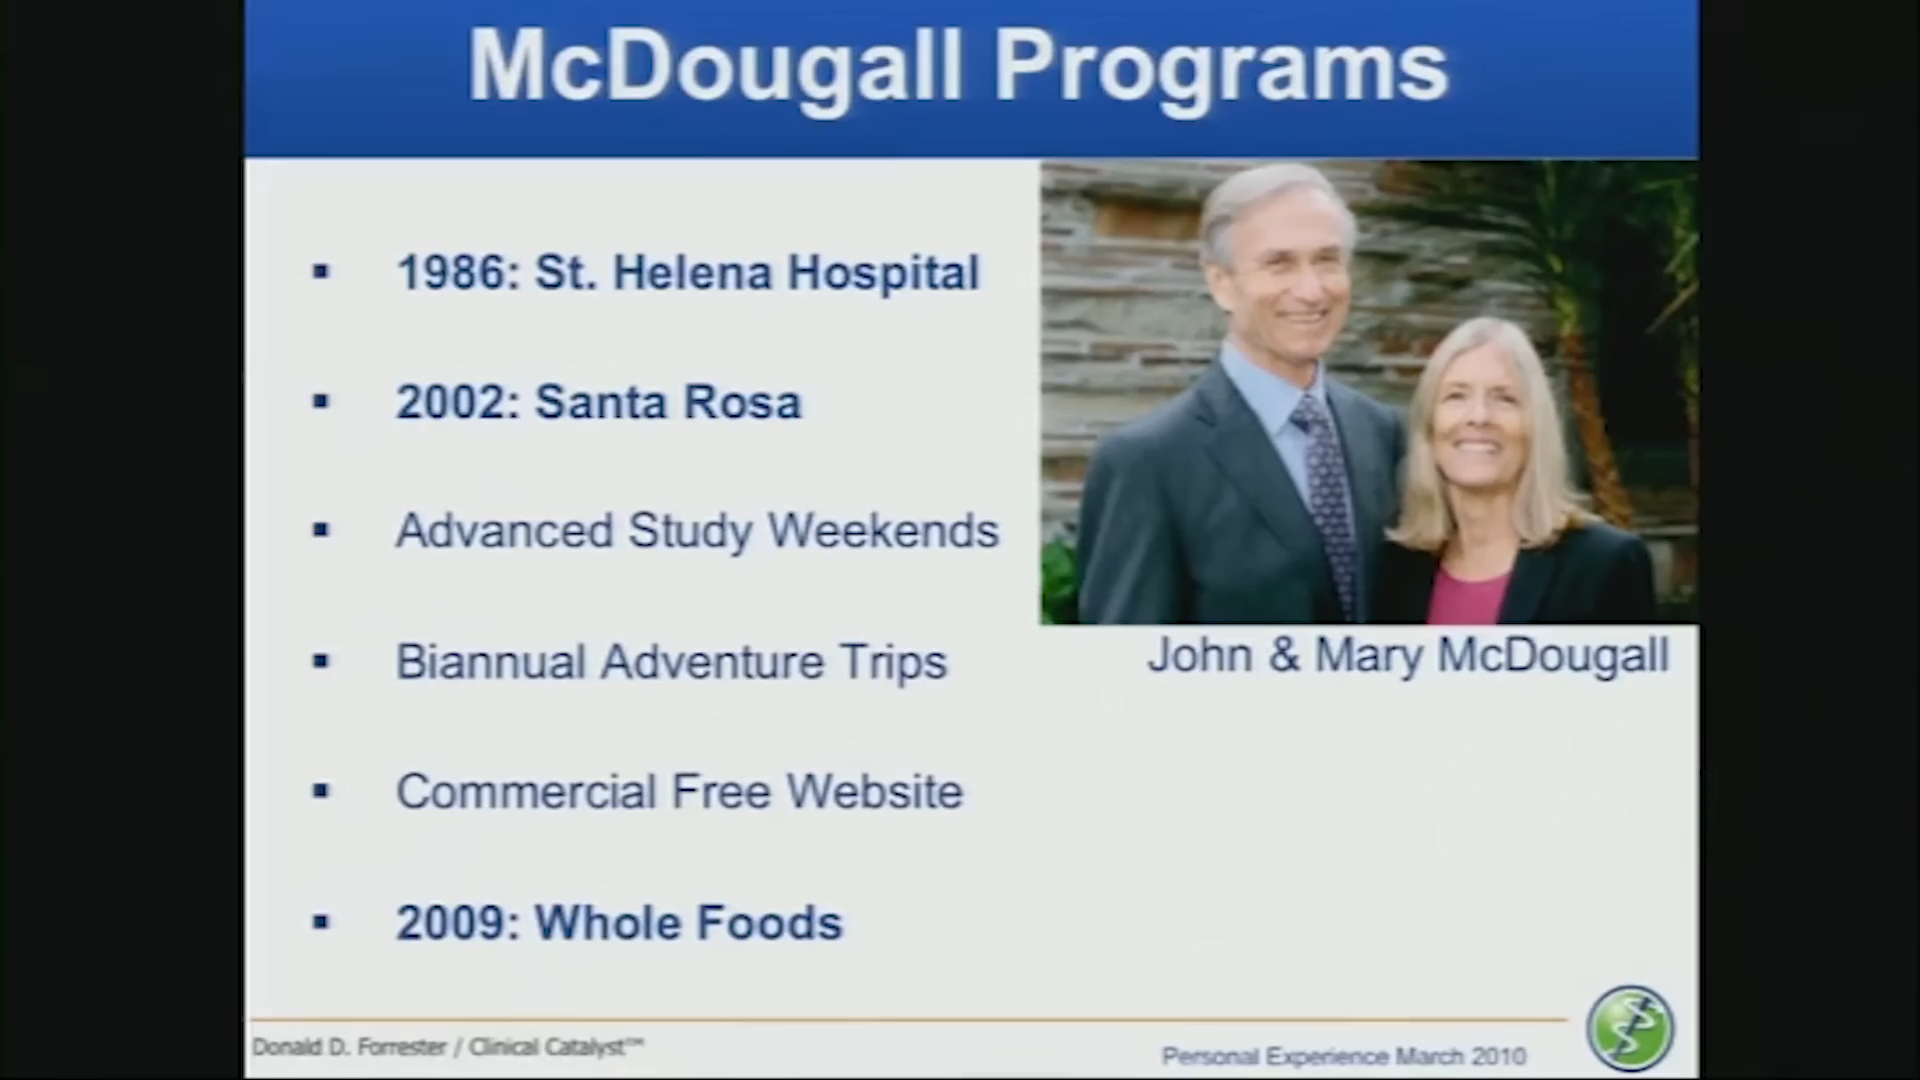 McDougall Programs
1986: St. Helena Hospital
2002: Santa Rosa
Advanced Study Weekends
Biannual Adventure Trips
Commercial Free Website
2009: Whole Foods
John & Mary McDougall
Donald D. Forrester / Clinical Catalyst™
Personal Experience March 2010